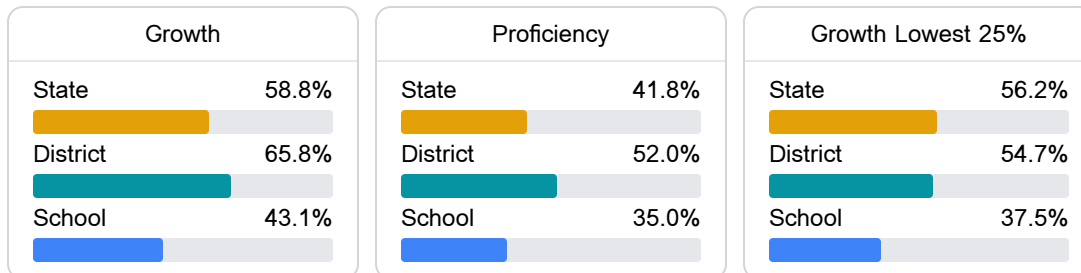 Growth
State 58.8%
District 65.8%
School 43.1%
Proficiency
State 41.8%
District 52.0%
School 35.0%
Growth Lowest 25%
State 56.2%
District 54.7%
School 37.5%